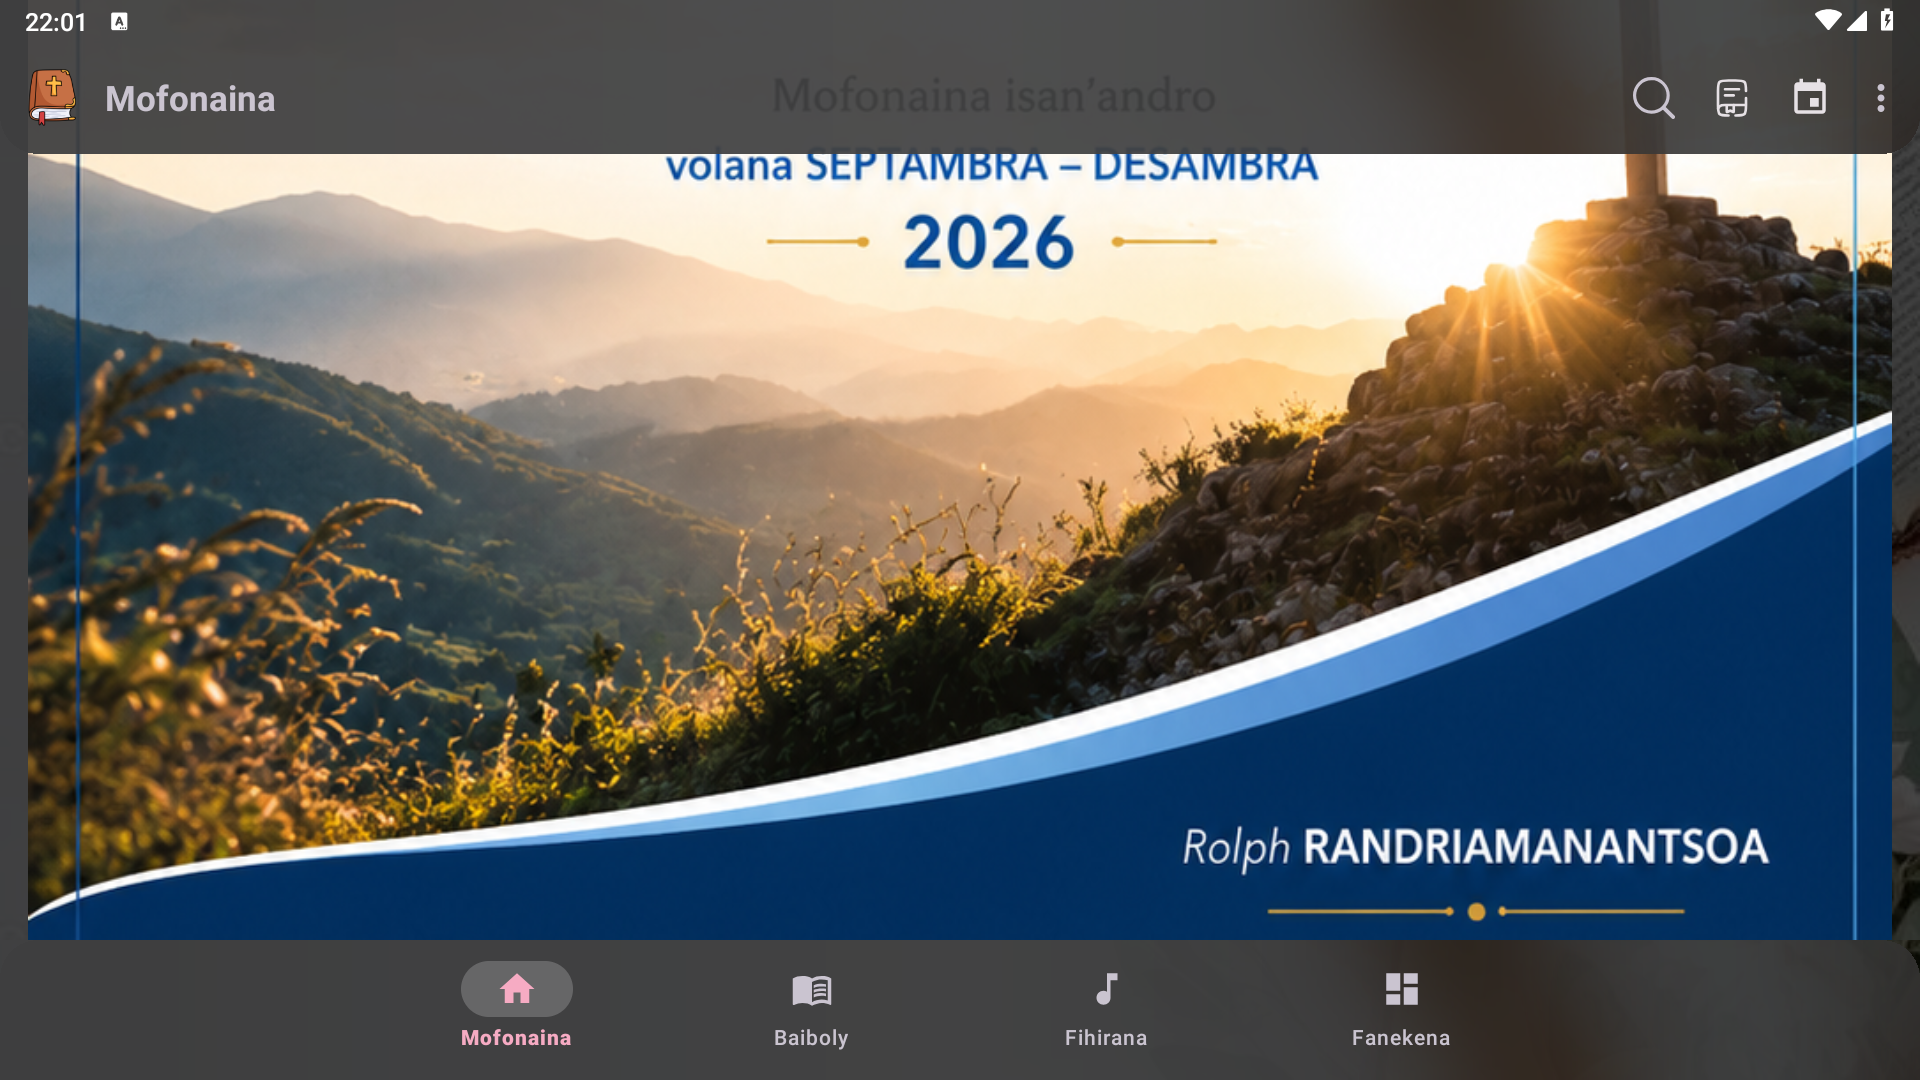 22:01
Mofonaina
Mofonaina isan’andro
volana SEPTAMBRA – DESAMBRA
2026
Rolph RANDRIAMANANTSOA
Mofonaina
Baiboly
Fihirana
Fanekena